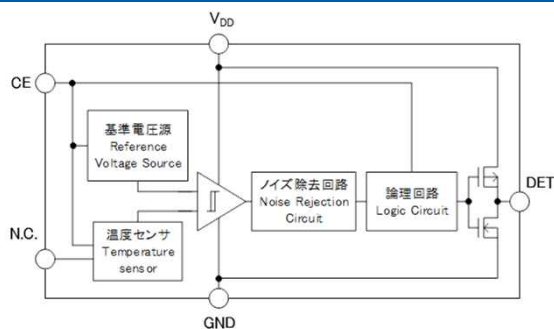 VDD
CE
基準電圧源
Reference
Voltage Source
ノイズ除去回路
Noise Rejection
Circuit
論理回路
Logic Circuit
DET
N.C.
温度センサ
Temperature
sensor
GND